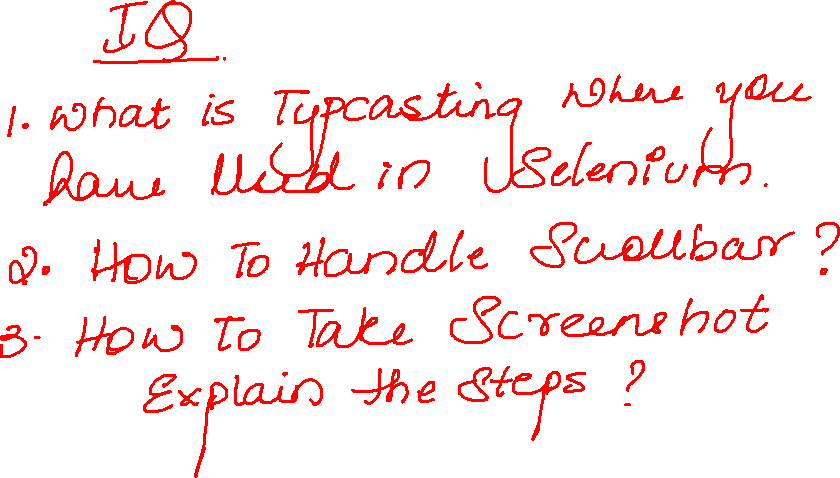 IQ
1. What is Typcasting where you
have Used in Selenium.
2. How To Handle Scrollbar?
3. How To Take Screenshot
Explain the Steps?